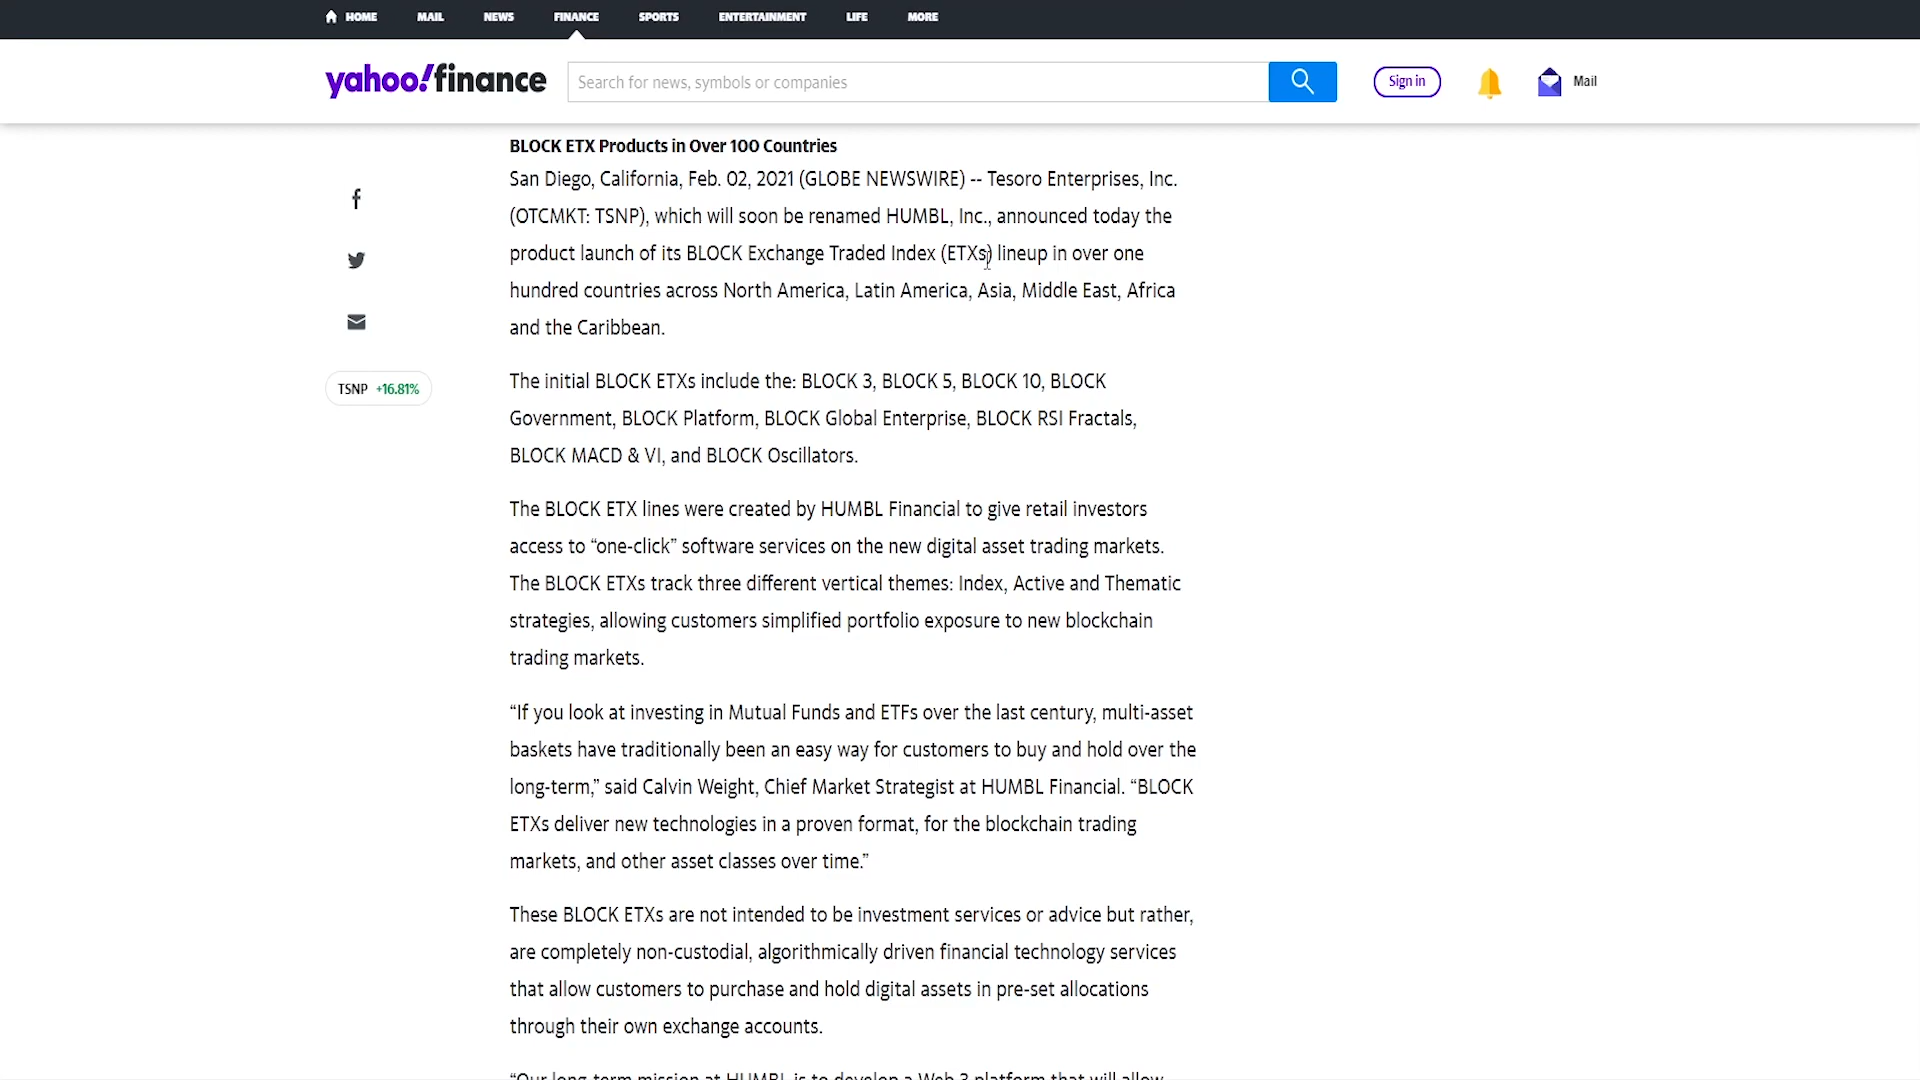 HOME MAIL NEWS FINANCE SPORTS ENTERTAINMENT LIFE MORE
yahoo!finance Search for news, symbols or companies Sign in Mail
BLOCK ETX Products in Over 100 Countries
San Diego, California, Feb. 02, 2021 (GLOBE NEWSWIRE) -- Tesoro Enterprises, Inc.
(OTCMKT: TSNP), which will soon be renamed HUMBL, Inc., announced today the
product launch of its BLOCK Exchange Traded Index (ETXs) lineup in over one
hundred countries across North America, Latin America, Asia, Middle East, Africa
and the Caribbean.
TSNP +16.81%
The initial BLOCK ETXs include the: BLOCK 3, BLOCK 5, BLOCK 10, BLOCK
Government, BLOCK Platform, BLOCK Global Enterprise, BLOCK RSI Fractals,
BLOCK MACD & VI, and BLOCK Oscillators.
The BLOCK ETX lines were created by HUMBL Financial to give retail investors
access to “one-click” software services on the new digital asset trading markets.
The BLOCK ETXs track three different vertical themes: Index, Active and Thematic
strategies, allowing customers simplified portfolio exposure to new blockchain
trading markets.
“If you look at investing in Mutual Funds and ETFs over the last century, multi-asset
baskets have traditionally been an easy way for customers to buy and hold over the
long-term,” said Calvin Weight, Chief Market Strategist at HUMBL Financial. “BLOCK
ETXs deliver new technologies in a proven format, for the blockchain trading
markets, and other asset classes over time.”
These BLOCK ETXs are not intended to be investment services or advice but rather,
are completely non-custodial, algorithmically driven financial technology services
that allow customers to purchase and hold digital assets in pre-set allocations
through their own exchange accounts.
“Our long-term mission at HUMBL is to develop a Web 3 platform that will allow